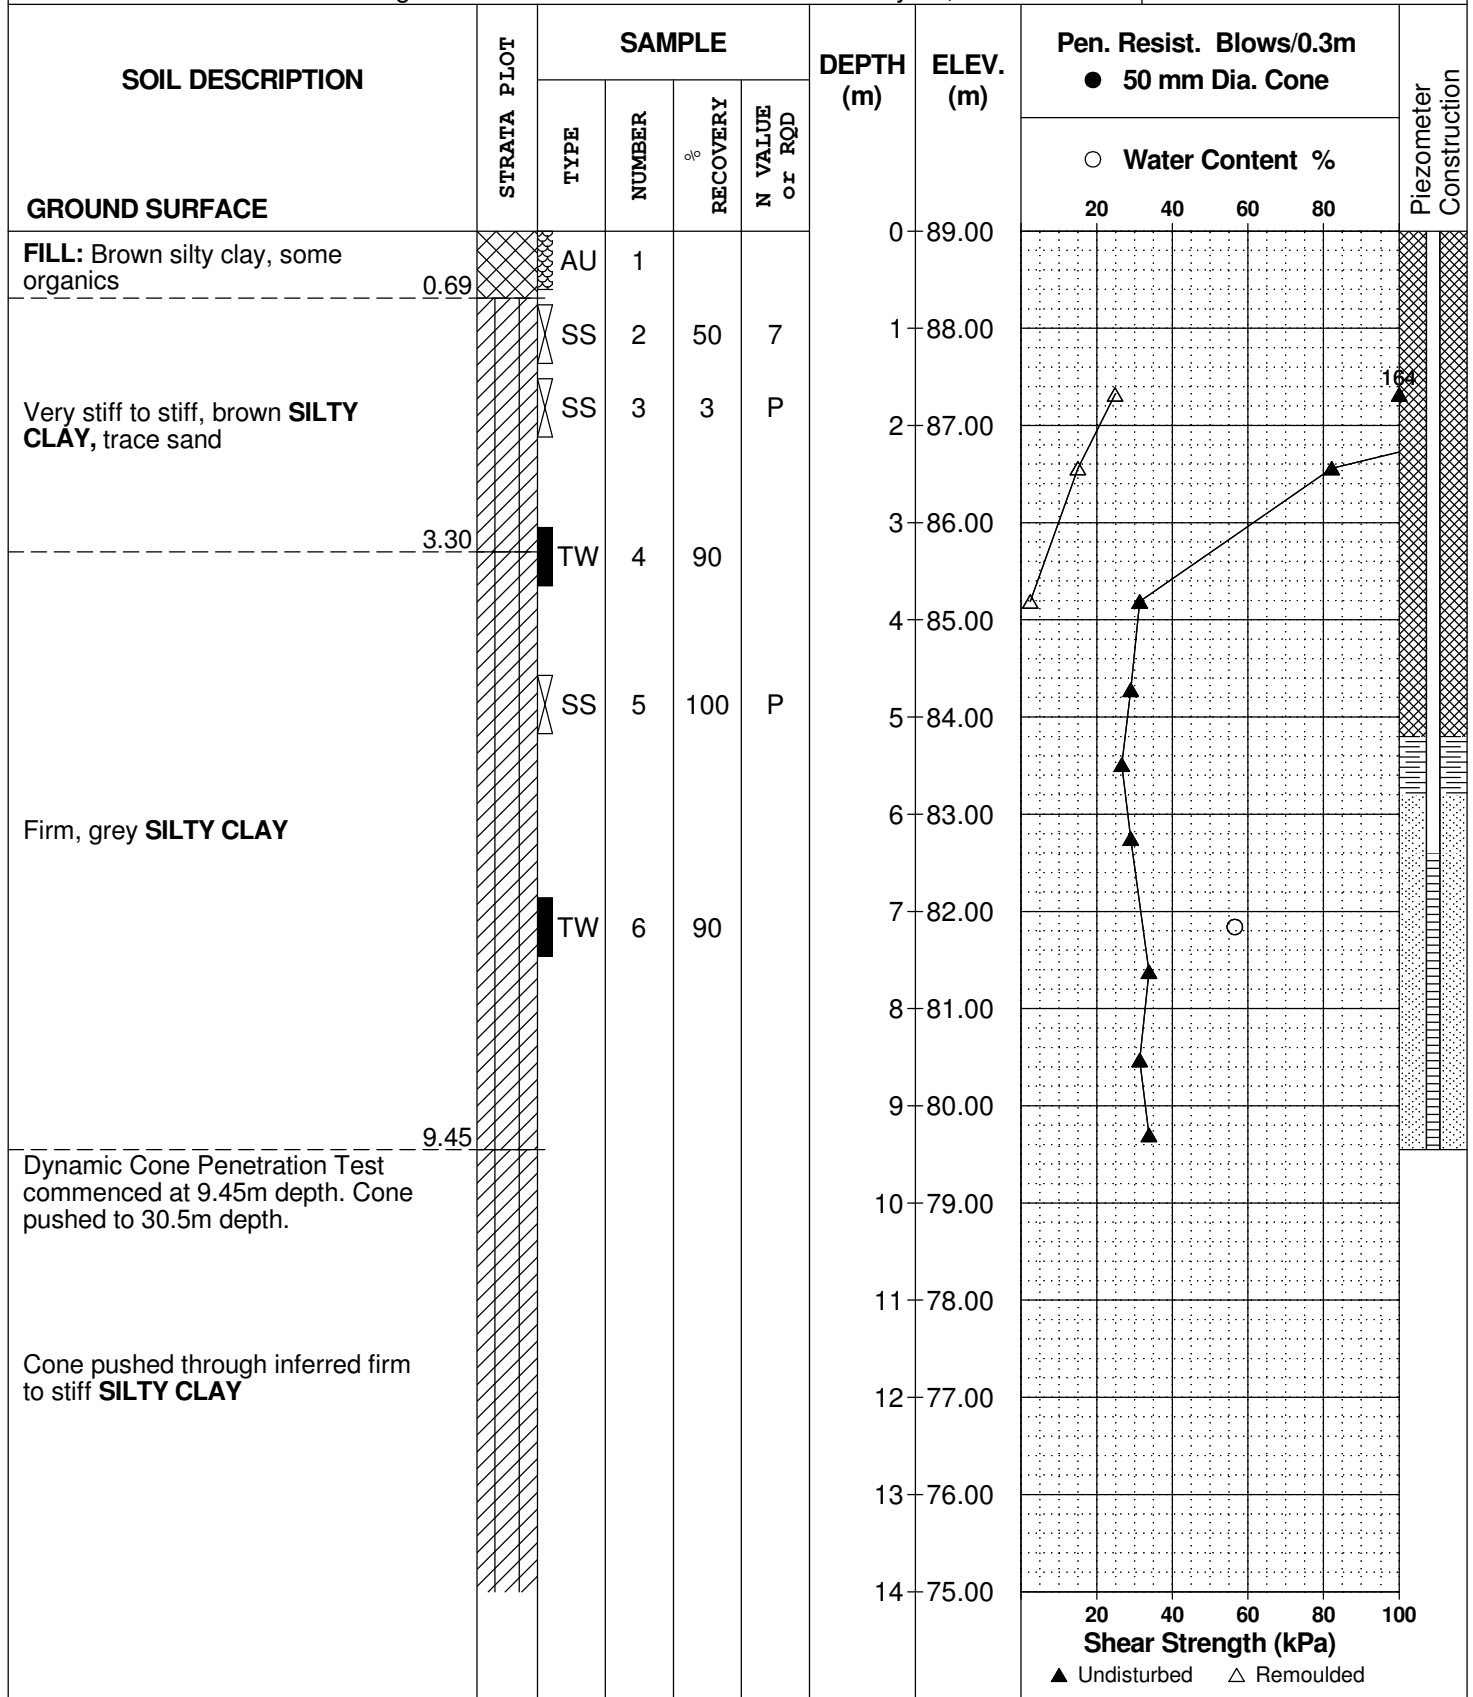 SOIL DESCRIPTION
GROUND SURFACE
STRATA PLOT
SAMPLE
TYPE
NUMBER
% RECOVERY
N VALUE or RQD
DEPTH (m)
ELEV. (m)
Pen. Resist. Blows/0.3m
● 50 mm Dia. Cone
○ Water Content %
20 40 60 80
Piezometer Construction
FILL: Brown silty clay, some
organics
0.69
Very stiff to stiff, brown SILTY
CLAY, trace sand
3.30
Firm, grey SILTY CLAY
9.45
Dynamic Cone Penetration Test
commenced at 9.45m depth. Cone
pushed to 30.5m depth.
Cone pushed through inferred firm
to stiff SILTY CLAY
AU 1
SS 2 50 7
SS 3 3 P
TW 4 90
SS 5 100 P
TW 6 90
0 89.00
1 88.00
2 87.00
3 86.00
4 85.00
5 84.00
6 83.00
7 82.00
8 81.00
9 80.00
10 79.00
11 78.00
12 77.00
13 76.00
14 75.00
164
20 40 60 80 100
Shear Strength (kPa)
▲ Undisturbed △ Remoulded